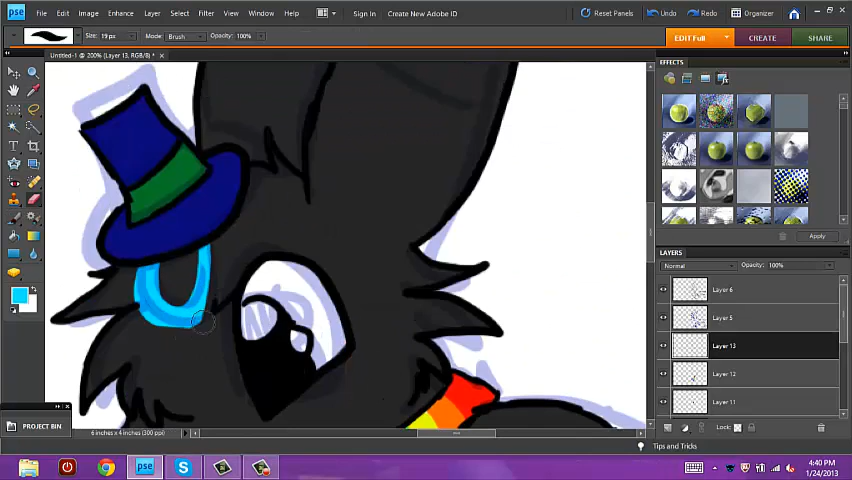 pse File Edit Image Enhance Layer Select Filter View Window Help Sign In Create New Adobe ID Reset Panels Undo Redo Organizer
Size: 19 px Mode: Brush Opacity: 100% EDIT Full CREATE SHARE
Untitled-1 @ 200% (Layer 13, RGB/8) *
EFFECTS
Apply
LAYERS
Normal Opacity: 100%
Layer 6
Layer 5
Layer 13
Layer 12
Layer 11
PROJECT BIN
6 inches x 4 inches (300 ppi)
Lock:
Tips and Tricks
pse
4:40 PM
1/24/2013